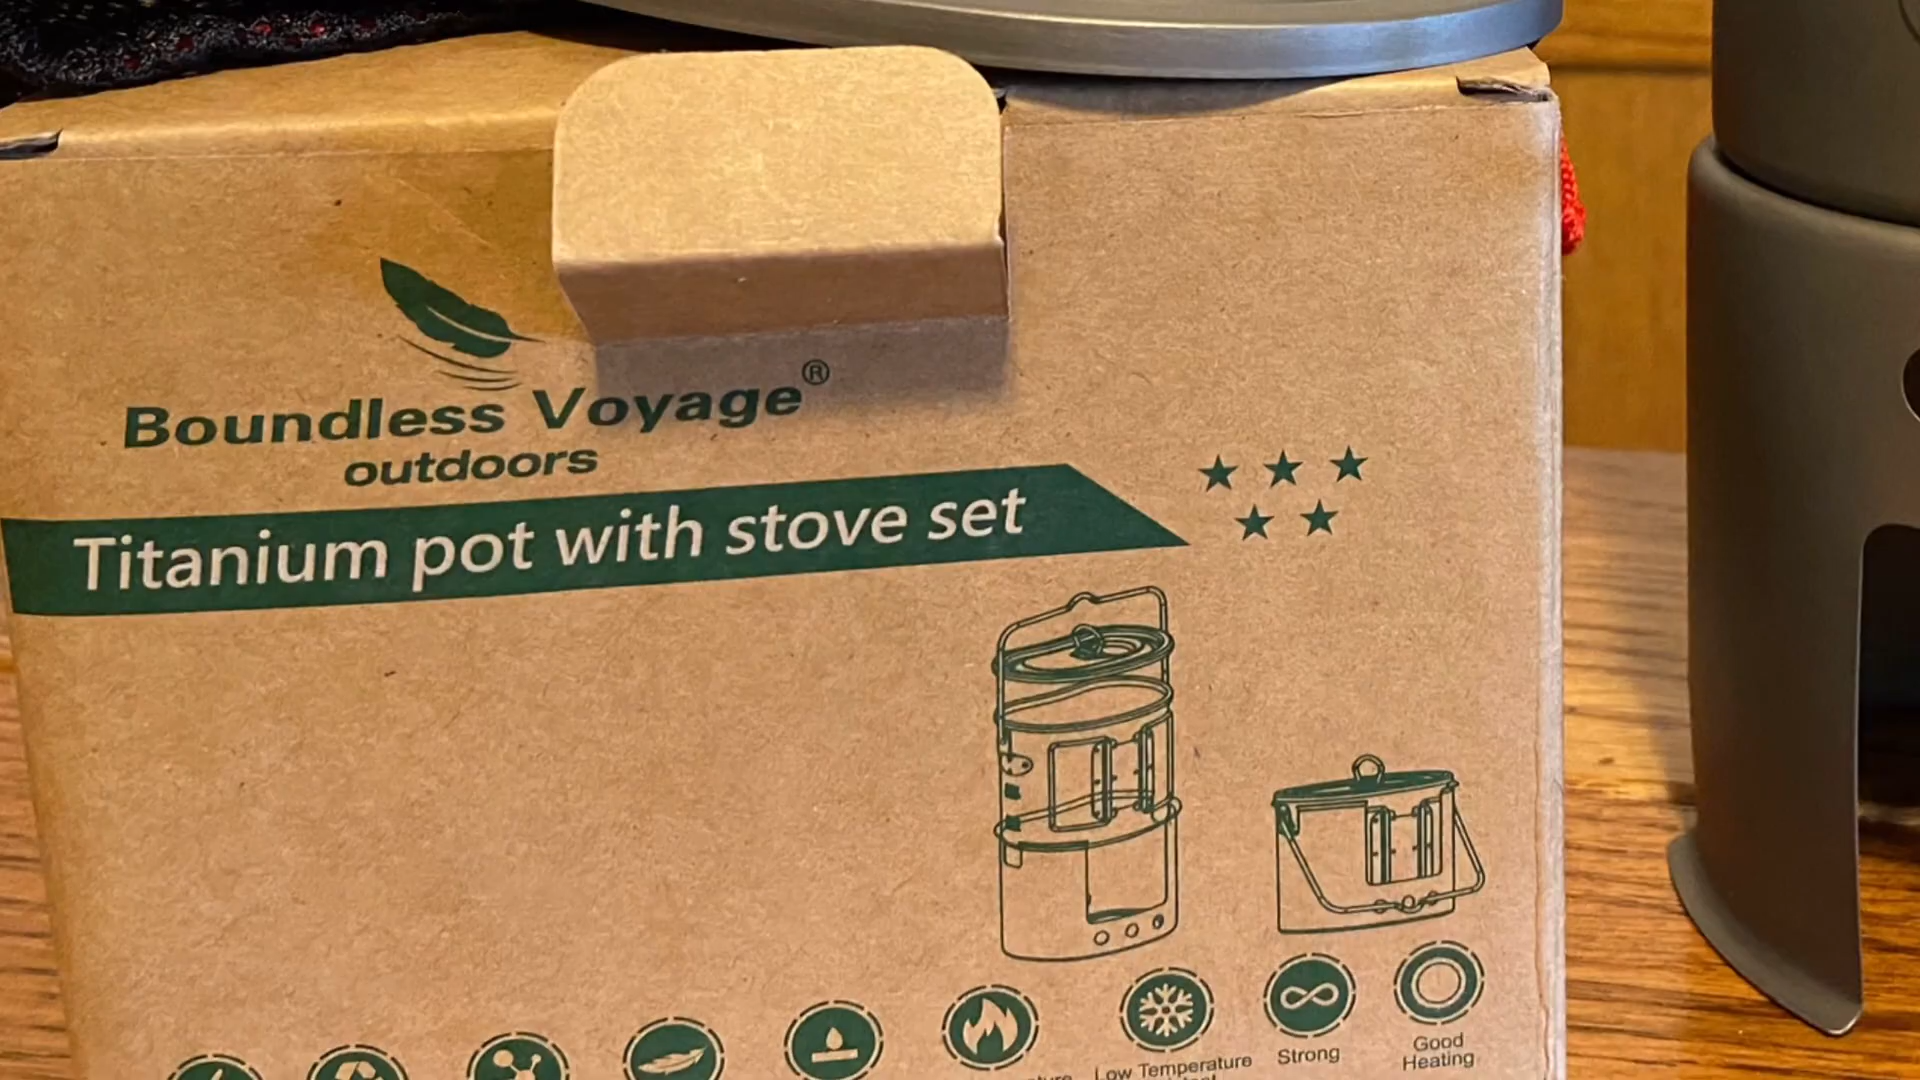 Boundless Voyage®
outdoors
Titanium pot with stove set
Low Temperature
Strong
Good
Heating